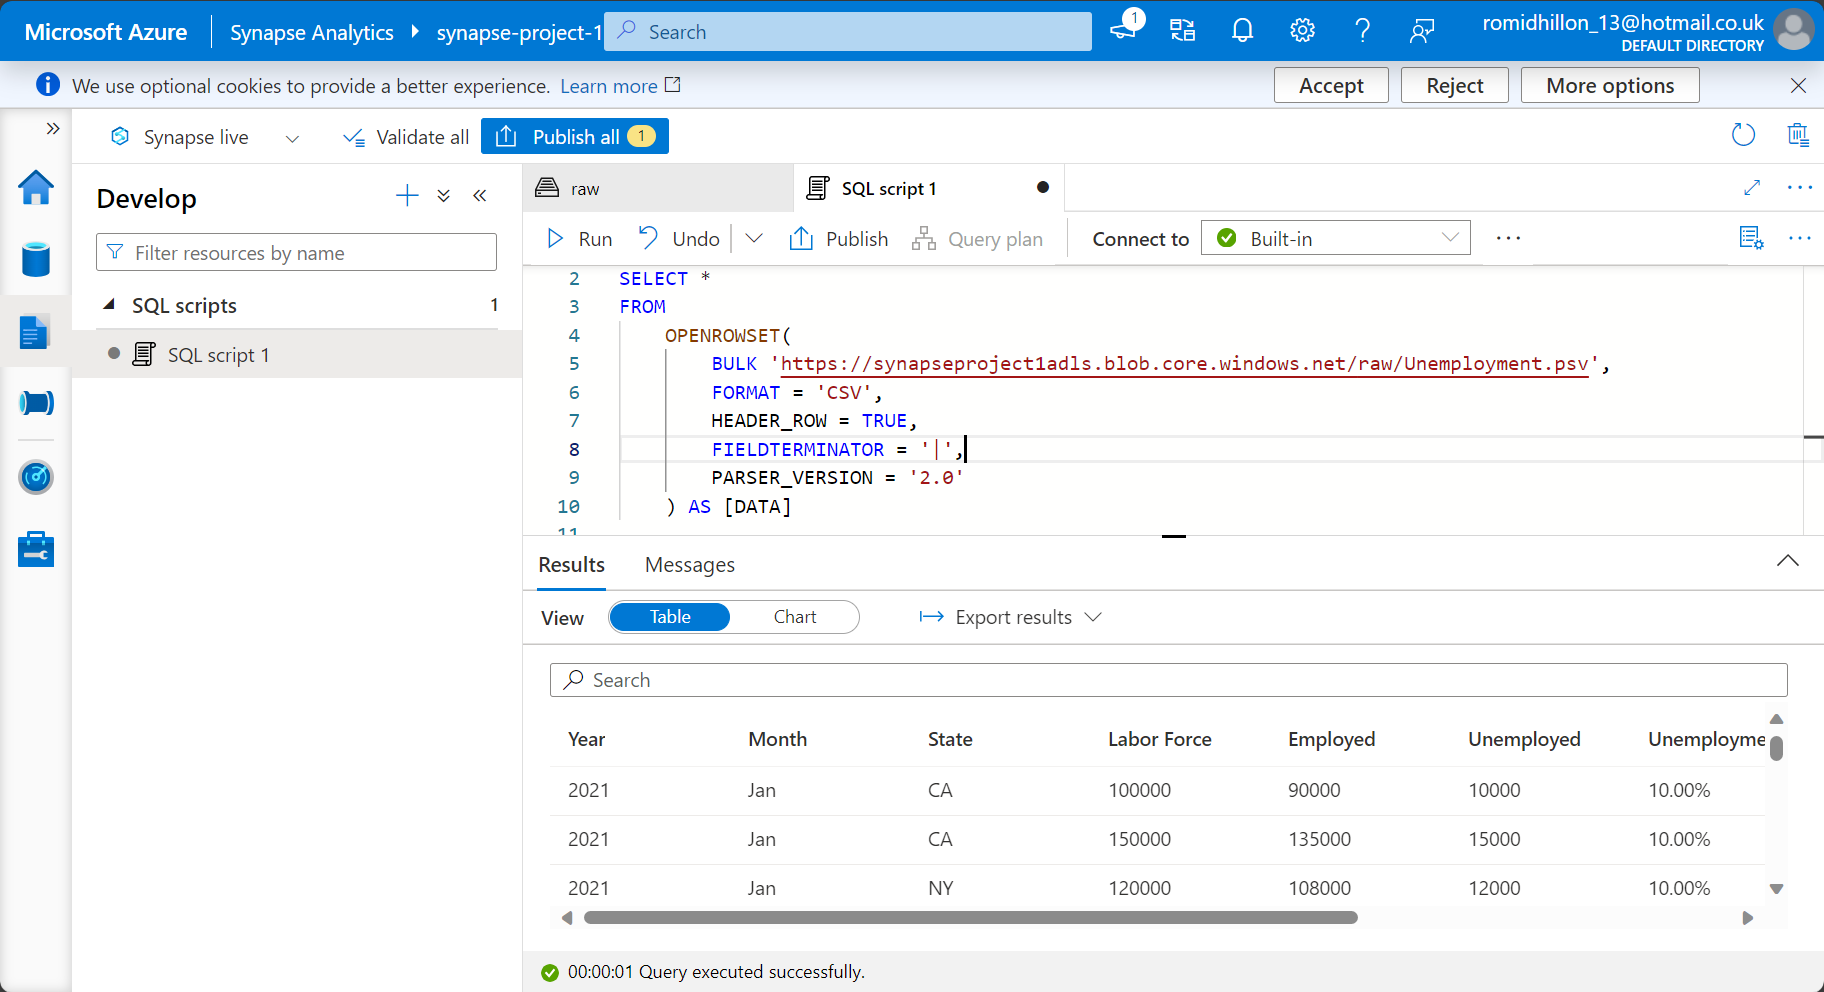 Microsoft Azure
Synapse Analytics
synapse-project-1
Search
1
romidhillon_13@hotmail.co.uk
DEFAULT DIRECTORY
We use optional cookies to provide a better experience. Learn more
Accept
Reject
More options
Synapse live
Validate all
Publish all 1
Develop
Filter resources by name
SQL scripts 1
SQL script 1
raw
SQL script 1
Run
Undo
Publish
Query plan
Connect to
Built-in
2 SELECT *
3 FROM
4 OPENROWSET(
5 BULK 'https://synapseproject1adls.blob.core.windows.net/raw/Unemployment.psv',
6 FORMAT = 'CSV',
7 HEADER_ROW = TRUE,
8 FIELDTERMINATOR = '|',
9 PARSER_VERSION = '2.0'
10 ) AS [DATA]
11
Results
Messages
View
Table
Chart
Export results
Search
Year Month State Labor Force Employed Unemployed Unemployme
2021 Jan CA 100000 90000 10000 10.00%
2021 Jan CA 150000 135000 15000 10.00%
2021 Jan NY 120000 108000 12000 10.00%
00:00:01 Query executed successfully.